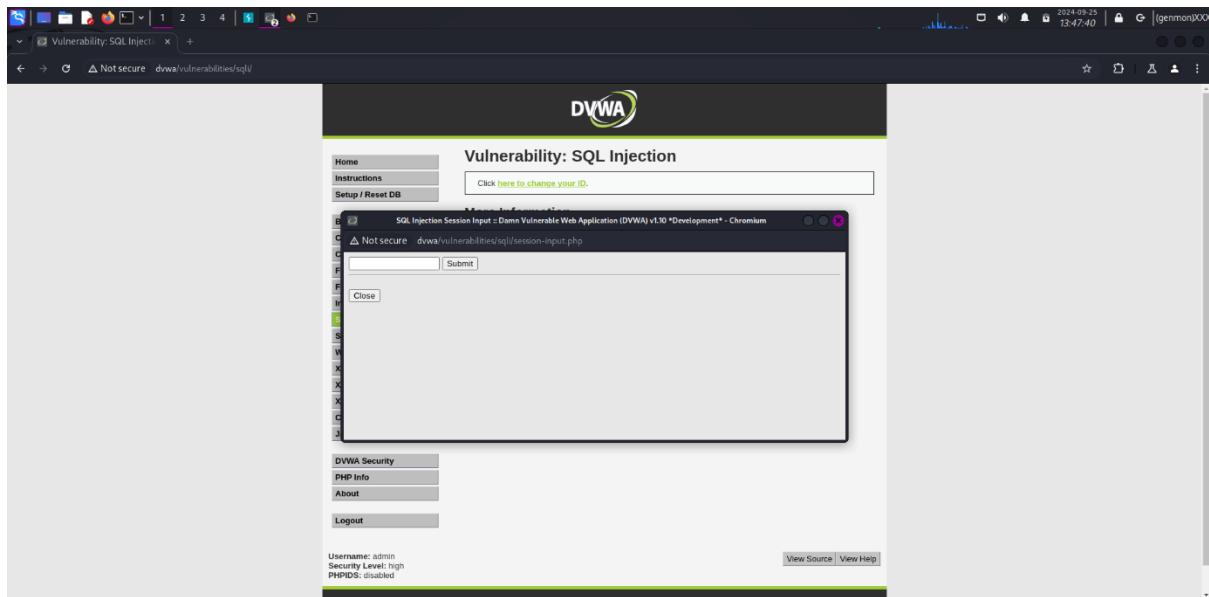 1 2 3 4
2024-09-25
13:47:40
(genmon)XXX
Vulnerability: SQL Injecti
Not secure dvwa/vulnerabilities/sqli/
DVWA
Home
Instructions
Setup / Reset DB
Vulnerability: SQL Injection
Click here to change your ID.
More Information
SQL Injection Session Input :: Damn Vulnerable Web Application (DVWA) v1.10 *Development* - Chromium
Not secure dvwa/vulnerabilities/sqli/session-input.php
Submit
Close
DVWA Security
PHP Info
About
Logout
Username: admin
Security Level: high
PHPIDS: disabled
View Source View Help